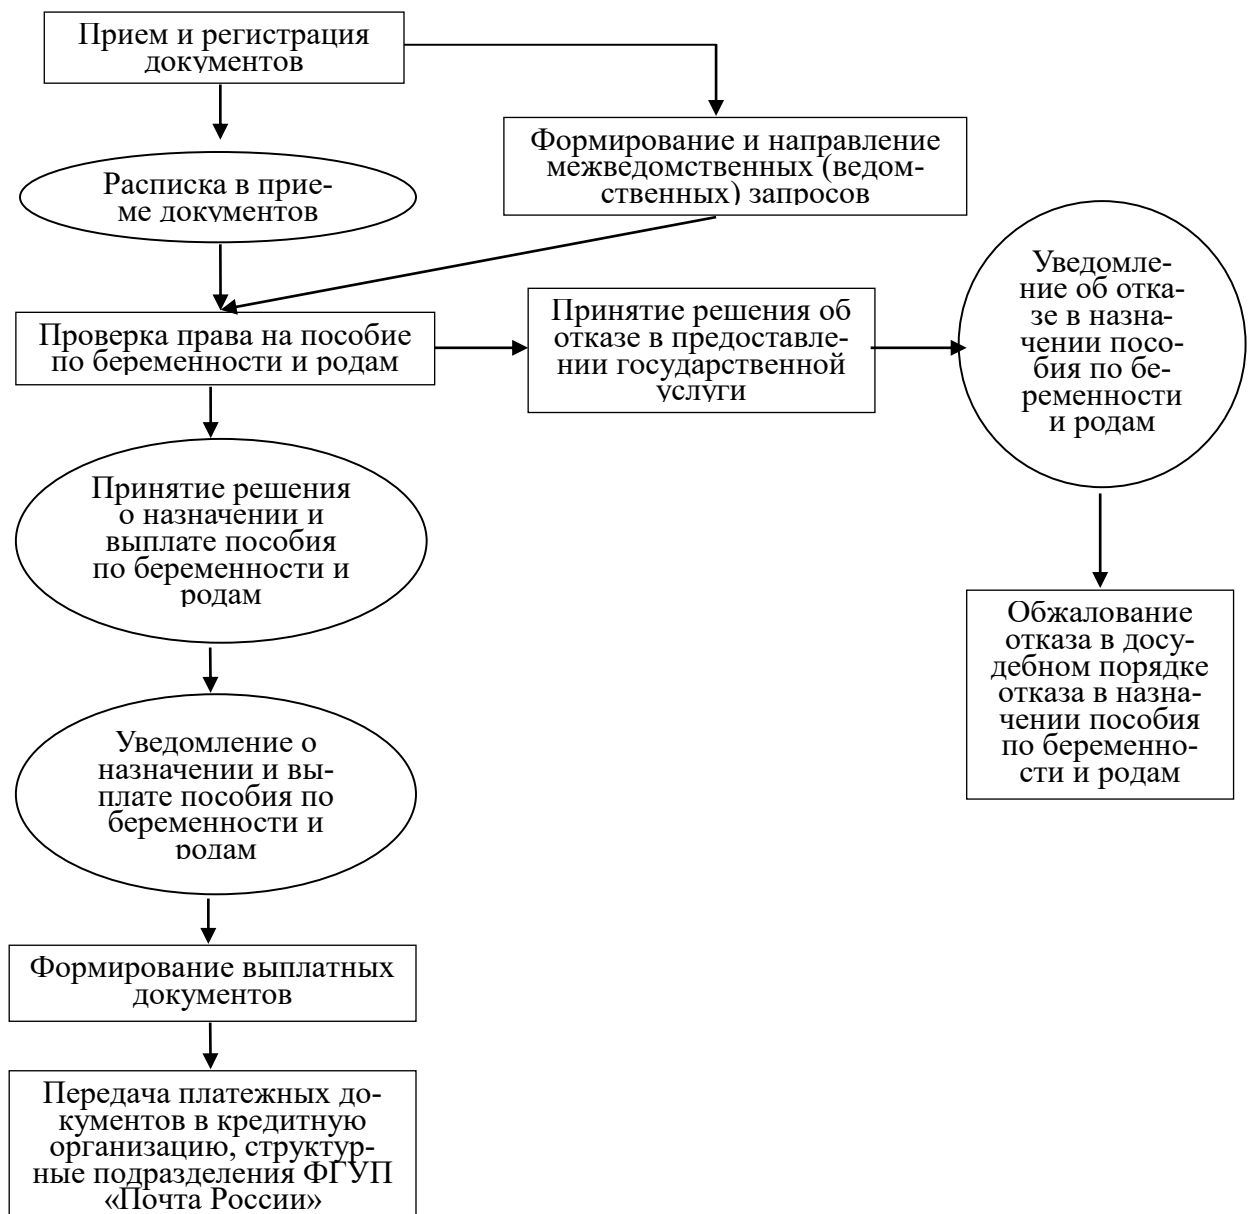 Прием и регистрация
документов
Формирование и направление
межведомственных (ведом-
ственных) запросов
Расписка в прие-
ме документов
Проверка права на пособие
по беременности и родам
Принятие решения об
отказе в предоставле-
нии государственной
услуги
Уведомле-
ние об отка-
зе в назна-
чении посо-
бия по бе-
ременности
и родам
Принятие решения
о назначении и
выплате пособия
по беременности и
родам
Обжалование
отказа в досу-
дебном порядке
отказа в назна-
чении пособия
по беременно-
сти и родам
Уведомление о
назначении и вы-
плате пособия по
беременности и
родам
Формирование выплатных
документов
Передача платежных до-
кументов в кредитную
организацию, структур-
ные подразделения ФГУП
«Почта России»